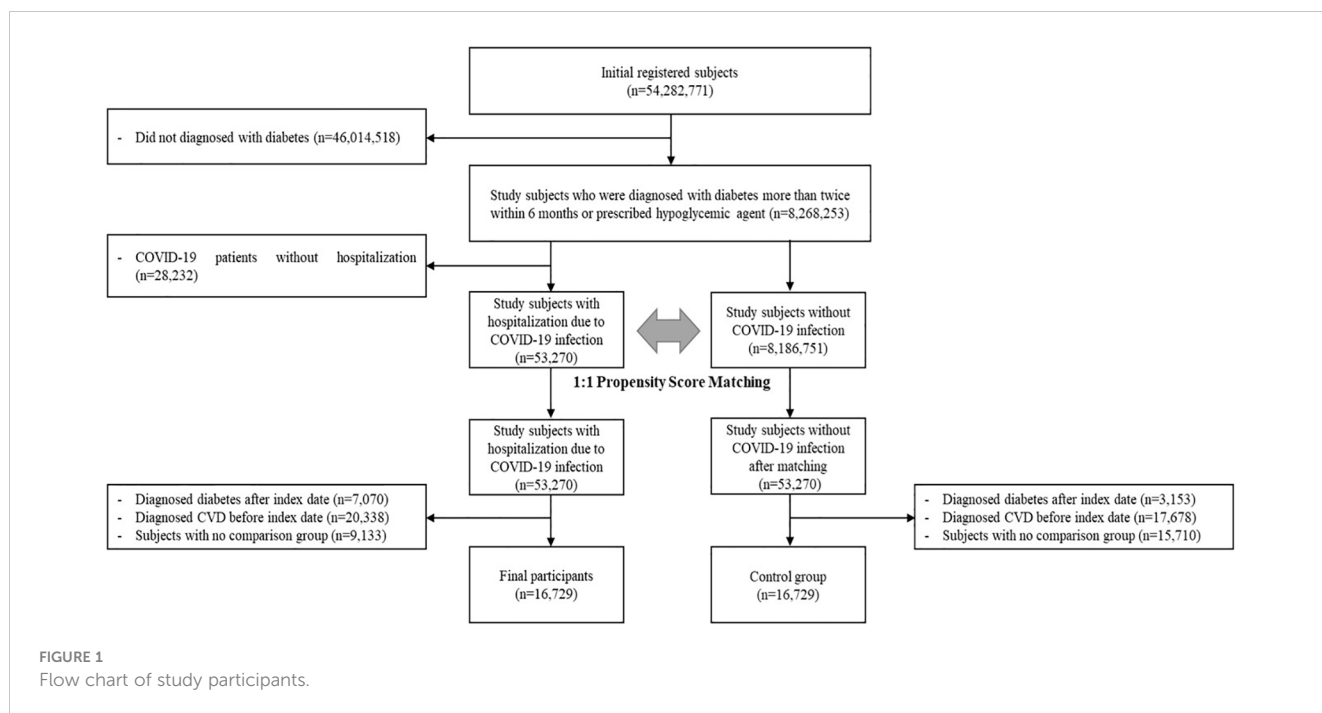 Initial registered subjects
(n=54,282,771)
- Did not diagnosed with diabetes (n=46,014,518)
Study subjects who were diagnosed with diabetes more than twice
within 6 months or prescribed hypoglycemic agent (n=8,268,253)
- COVID-19 patients without hospitalization
(n=28,232)
Study subjects with
hospitalization due to
COVID-19 infection
(n=53,270)
Study subjects without
COVID-19 infection
(n=8,186,751)
1:1 Propensity Score Matching
Study subjects with
hospitalization due to
COVID-19 infection
(n=53,270)
Study subjects without
COVID-19 infection
after matching
(n=53,270)
- Diagnosed diabetes after index date (n=7,070)
- Diagnosed CVD before index date (n=20,338)
- Subjects with no comparison group (n=9,133)
- Diagnosed diabetes after index date (n=3,153)
- Diagnosed CVD before index date (n=17,678)
- Subjects with no comparison group (n=15,710)
Final participants
(n=16,729)
Control group
(n=16,729)
FIGURE 1
Flow chart of study participants.